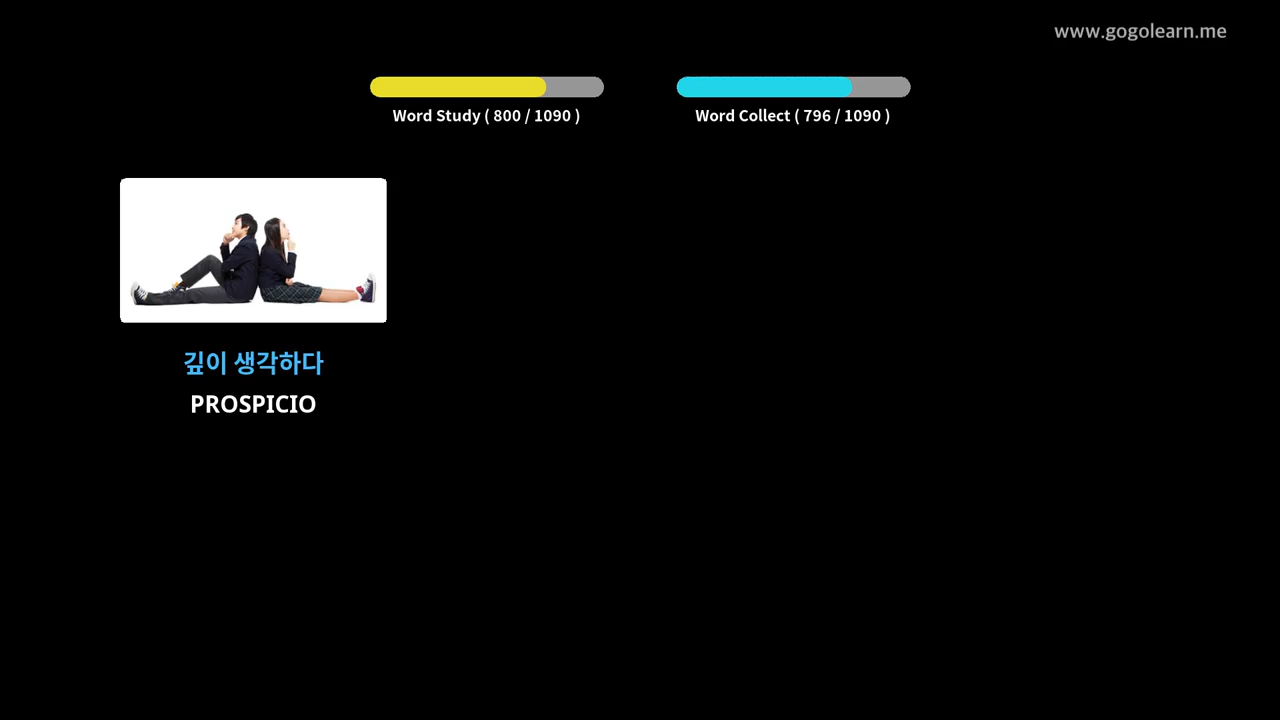 www.gogolearn.me
Word Study ( 800 / 1090 )
Word Collect ( 796 / 1090 )
깊이 생각하다
PROSPICIO